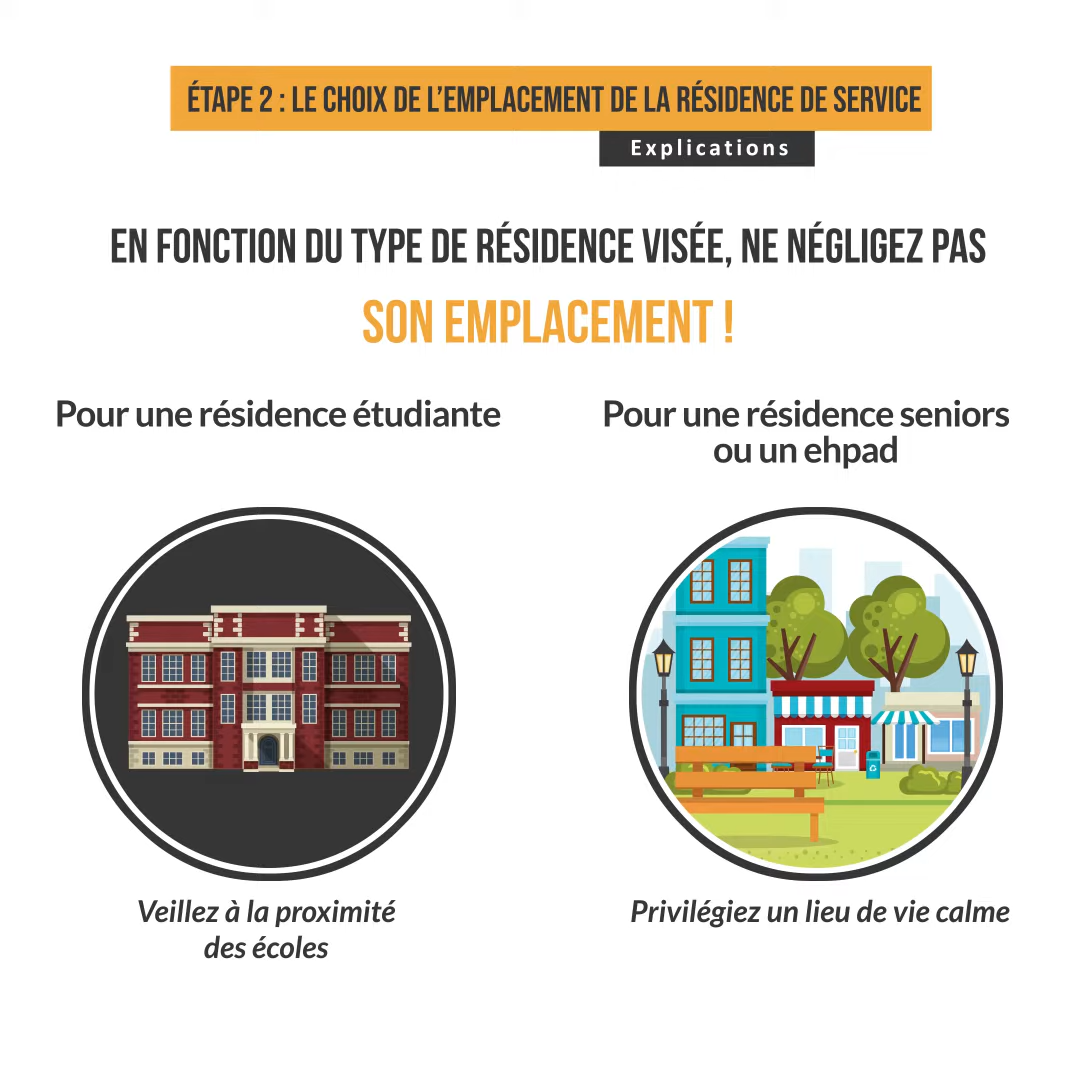 ÉTAPE 2 : LE CHOIX DE L'EMPLACEMENT DE LA RÉSIDENCE DE SERVICE
Explications
EN FONCTION DU TYPE DE RÉSIDENCE VISÉE, NE NÉGLIGEZ PAS
SON EMPLACEMENT !
Pour une résidence étudiante
Pour une résidence seniors
ou un ehpad
Veillez à la proximité
des écoles
Privilégiez un lieu de vie calme